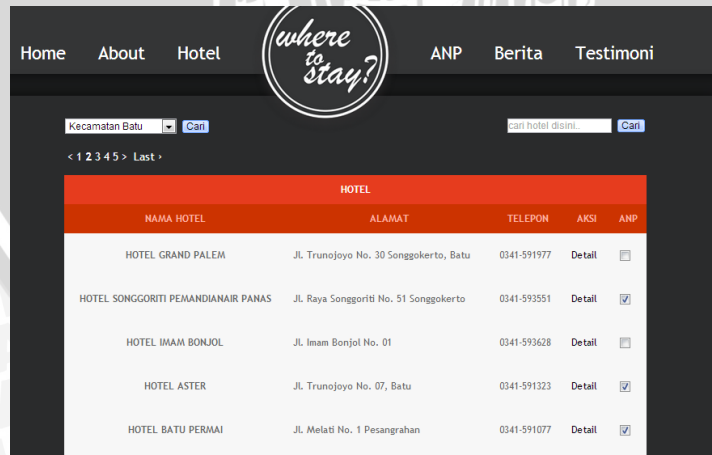 Home About Hotel where to stay? ANP Berita Testimoni
Kecamatan Batu Cari cari hotel disini.. Cari
< 1 2 3 4 5 > Last ›
HOTEL
NAMA HOTEL ALAMAT TELEPON AKSI ANP
HOTEL GRAND PALEM Jl. Trunojoyo No. 30 Songgokerto, Batu 0341-591977 Detail
HOTEL SONGGORITI PEMANDIANAIR PANAS Jl. Raya Songgoriti No. 51 Songgokerto 0341-593551 Detail
HOTEL IMAM BONJOL Jl. Imam Bonjol No. 01 0341-593628 Detail
HOTEL ASTER Jl. Trunojoyo No. 07, Batu 0341-591323 Detail
HOTEL BATU PERMAI Jl. Melati No. 1 Pesangrahan 0341-591077 Detail